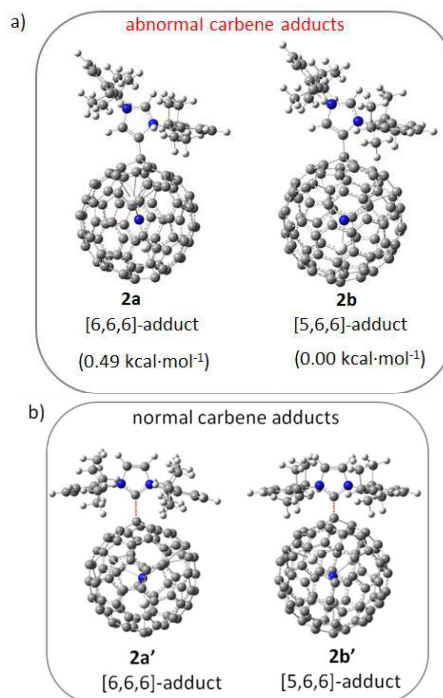 a)
abnormal carbene adducts
2a 2b
[6,6,6]-adduct [5,6,6]-adduct
(0.49 kcal·mol⁻¹) (0.00 kcal·mol⁻¹)
b)
normal carbene adducts
2a’ 2b’
[6,6,6]-adduct [5,6,6]-adduct